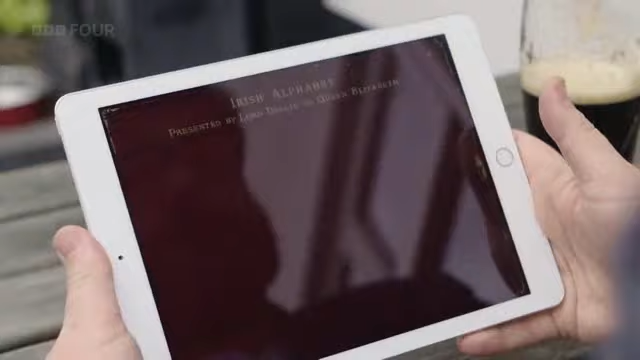 BBC FOUR
IRISH ALPHABET
PRESENTED BY LORD DELVIN TO QUEEN ELIZABETH